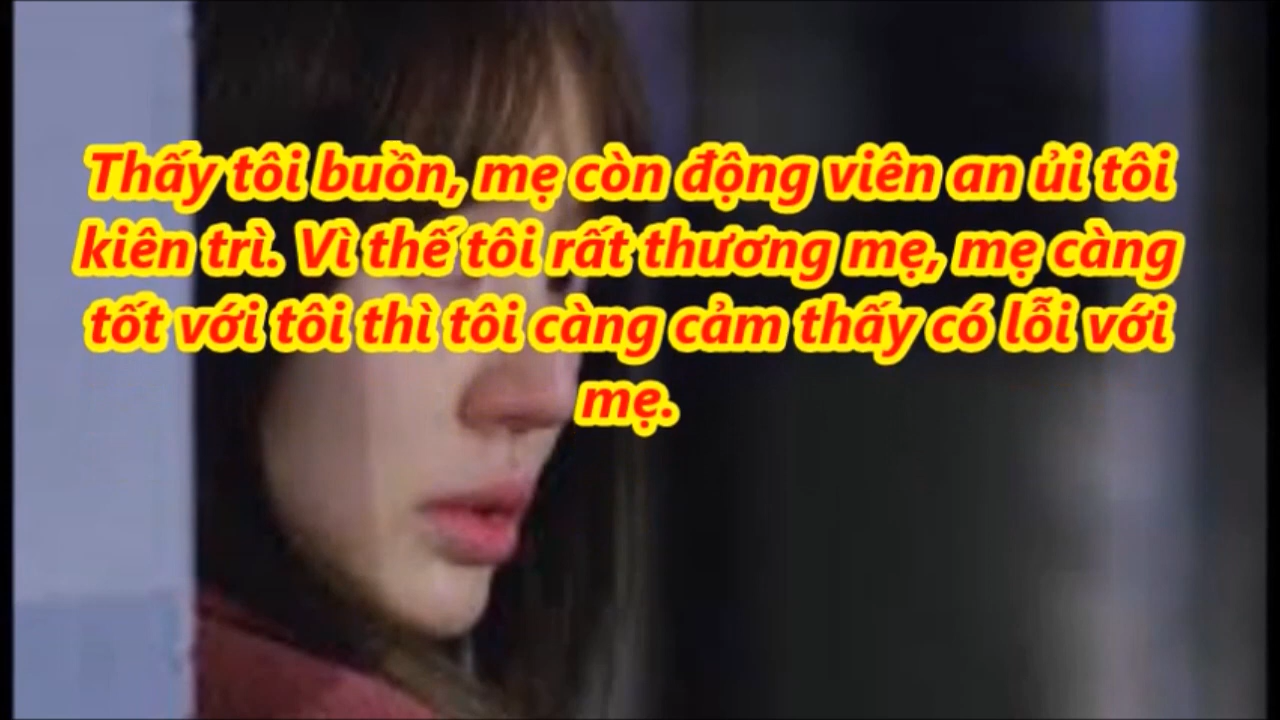 Thấy tôi buồn, mẹ còn động viên an ủi tôi
kiên trì. Vì thế tôi rất thương mẹ, mẹ càng
tốt với tôi thì tôi càng cảm thấy có lỗi với
mẹ.